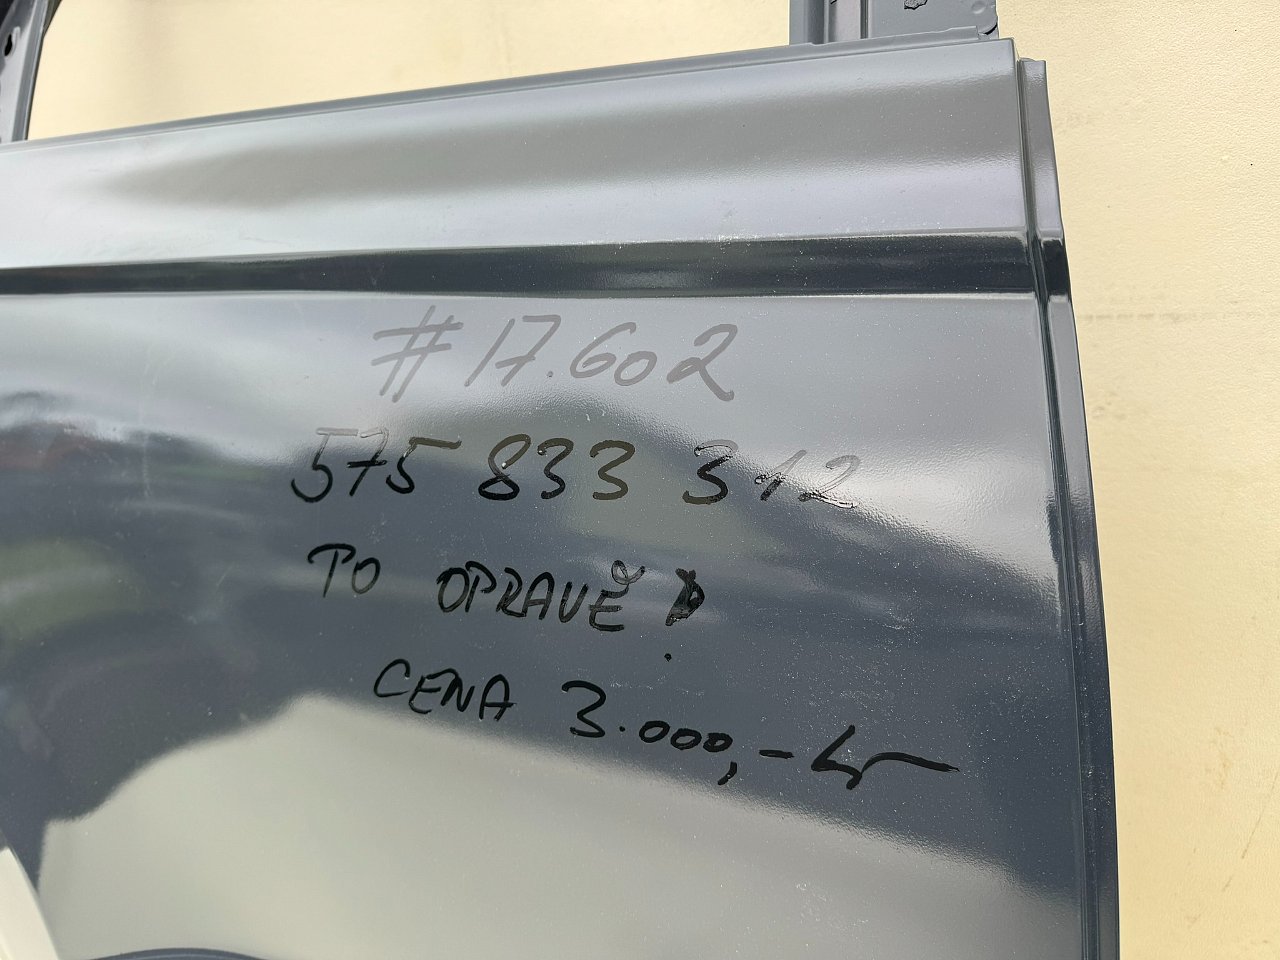 #17.602
575 833 312
PO OPRAVĚ!
CENA 3.000,- Kč